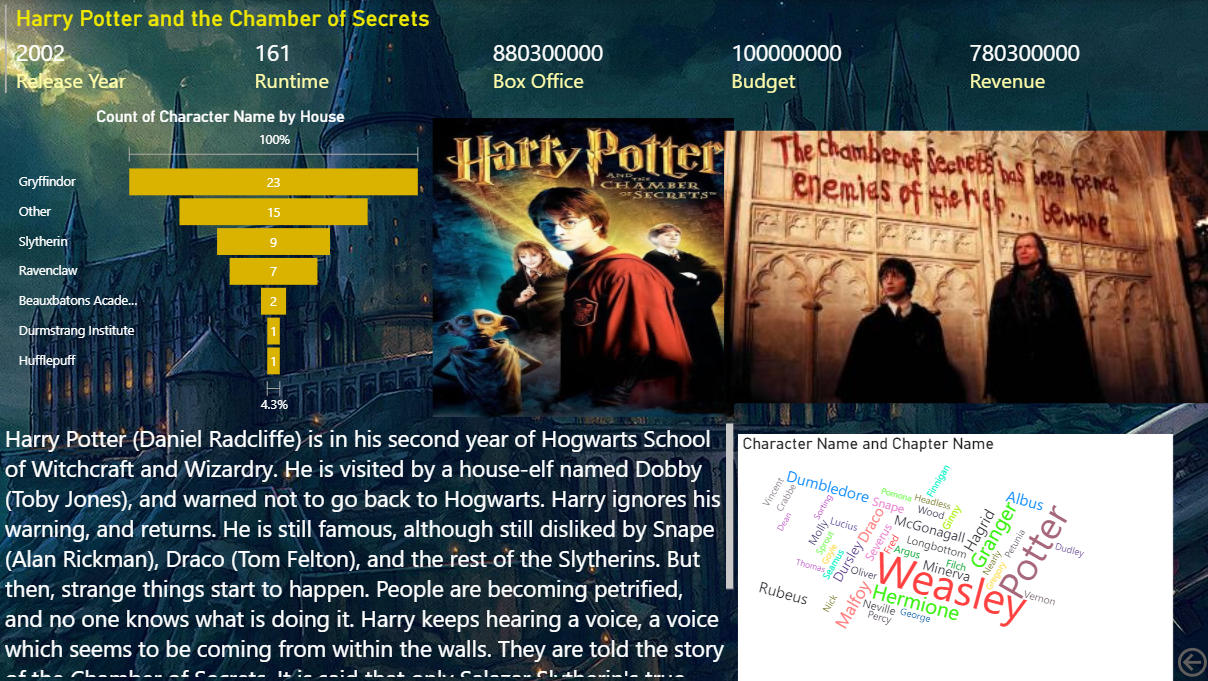 Harry Potter and the Chamber of Secrets
2002
161
880300000
100000000
780300000
Release Year
Runtime
Box Office
Budget
Revenue
Count of Character Name by House
100%
Gryffindor
23
Other
15
Slytherin
9
Ravenclaw
7
Beauxbatons Acade...
2
Durmstrang Institute
1
Hufflepuff
1
4.3%
Harry Potter
AND THE
CHAMBER
OF SECRETS
The Chamber of Secrets has been opened
enemies of the heir ... beware
Harry Potter (Daniel Radcliffe) is in his second year of Hogwarts School
of Witchcraft and Wizardry. He is visited by a house-elf named Dobby
(Toby Jones), and warned not to go back to Hogwarts. Harry ignores his
warning, and returns. He is still famous, although still disliked by Snape
(Alan Rickman), Draco (Tom Felton), and the rest of the Slytherins. But
then, strange things start to happen. People are becoming petrified,
and no one knows what is doing it. Harry keeps hearing a voice, a voice
which seems to be coming from within the walls. They are told the story
of the Chamber of Secrets. It is said that only Salazar Slytherin's true
Character Name and Chapter Name
Vincent
Crabbe
Dean
Dumbledore
Sorting
Pomona
Headless
Finnigan
Snape
Wood
Ginny
Albus
Molly
Lucius
Draco
McGonagall
Hagrid
Potter
Sprout
Severus
Fred
Longbottom
Granger
Petunia
Dudley
Thomas
Seamus
Dursley
Argus
Filch
Nearly
Oliver
Minerva
Gregory
Weasley
Rubeus
Nick
Malfoy
Hermione
Neville
Percy
George
Vernon